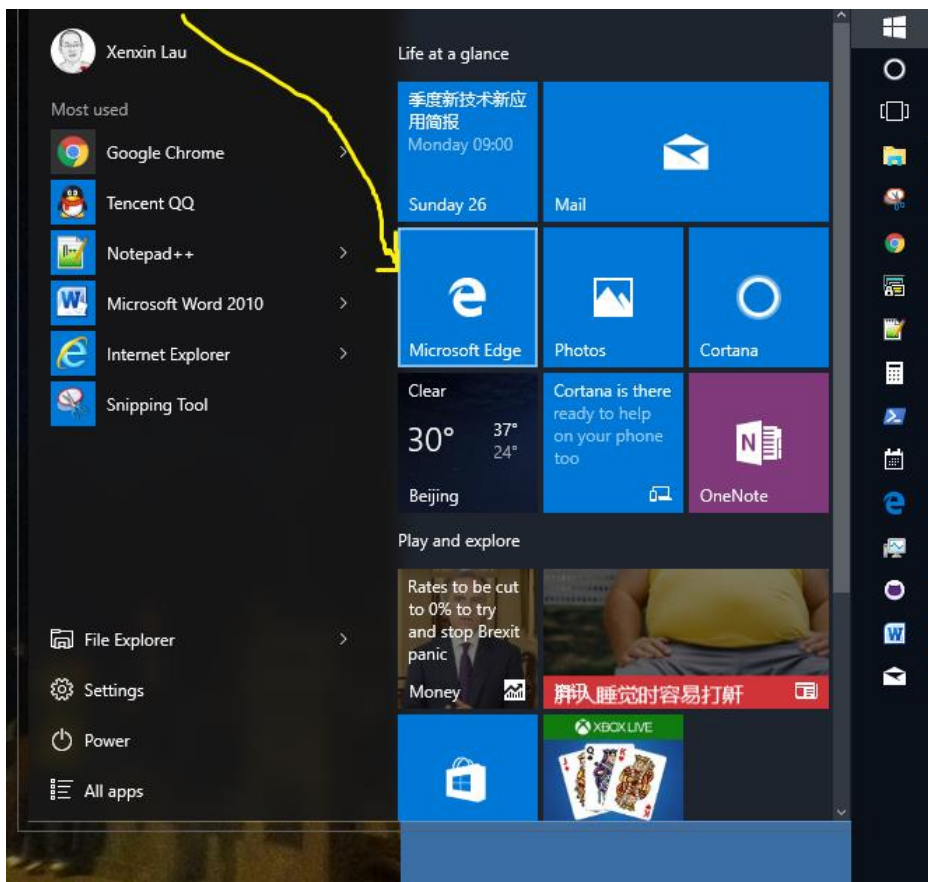 Xenxin Lau
Most used
Google Chrome
Tencent QQ
Notepad++
Microsoft Word 2010
Internet Explorer
Snipping Tool
File Explorer
Settings
Power
All apps
Life at a glance
季度新技术新应
用简报
Monday 09:00
Sunday 26
Mail
Microsoft Edge
Photos
Cortana
Clear
30°
37°
24°
Beijing
Cortana is there
ready to help
on your phone
too
OneNote
Play and explore
Rates to be cut
to 0% to try
and stop Brexit
panic
Money
人睡觉时容易打鼾
XBOX LIVE